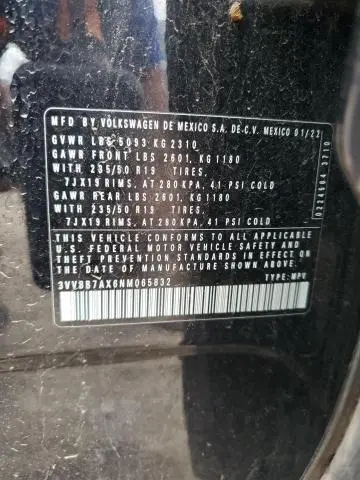 MFD BY VOLKSWAGEN DE MEXICO S.A. DE C.V. MEXICO 01/22
GVWR LBS 5093 KG 2310
GAWR FRONT LBS 2601, KG 1180
WITH 235/50 R19 TIRES,
7JX19 RIMS, AT 280 KPA, 41 PSI COLD
GAWR REAR LBS 2601, KG 1180
WITH 235/50 R19 TIRES,
7JX19 RIMS, AT 280 KPA, 41 PSI COLD
THIS VEHICLE CONFORMS TO ALL APPLICABLE
U.S. FEDERAL MOTOR VEHICLE SAFETY AND
THEFT PREVENTION STANDARDS IN EFFECT ON
THE DATE OF MANUFACTURE SHOWN ABOVE.
3VVBB7AX6NM065832
TYPE: MPV